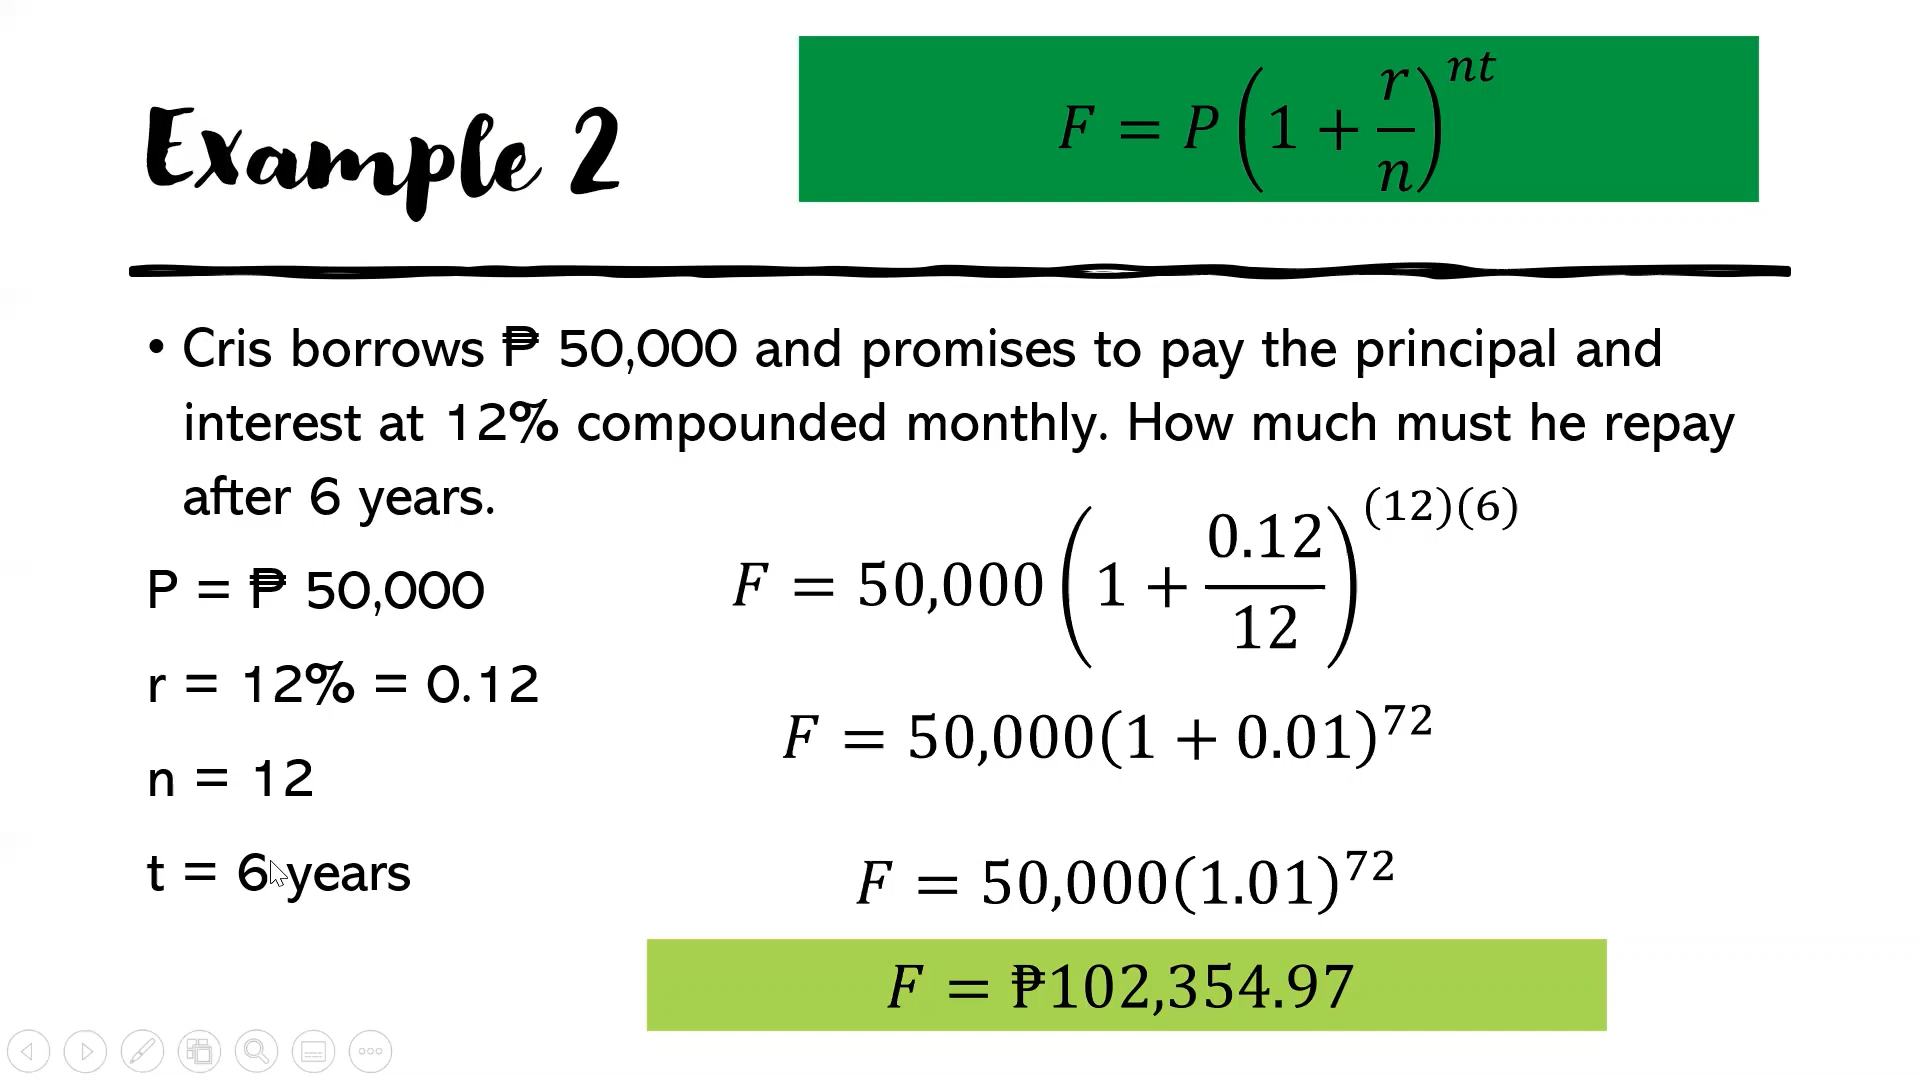 Example 2
F = P(1 + r/n)^nt
• Cris borrows ₱ 50,000 and promises to pay the principal and
interest at 12% compounded monthly. How much must he repay
after 6 years.
P = ₱ 50,000
F = 50,000(1 + 0.12/12)^(12)(6)
r = 12% = 0.12
F = 50,000(1 + 0.01)^72
n = 12
t = 6 years
F = 50,000(1.01)^72
F = ₱102,354.97